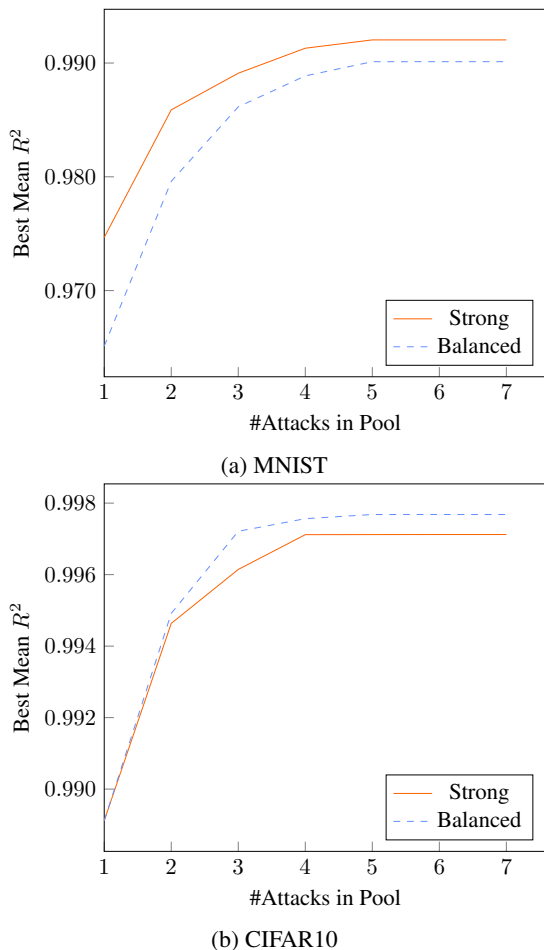 0.990
0.980
0.970
Best Mean R²
Strong
Balanced
1 2 3 4 5 6 7
#Attacks in Pool
(a) MNIST
0.998
0.996
0.994
0.992
0.990
Best Mean R²
Strong
Balanced
1 2 3 4 5 6 7
#Attacks in Pool
(b) CIFAR10